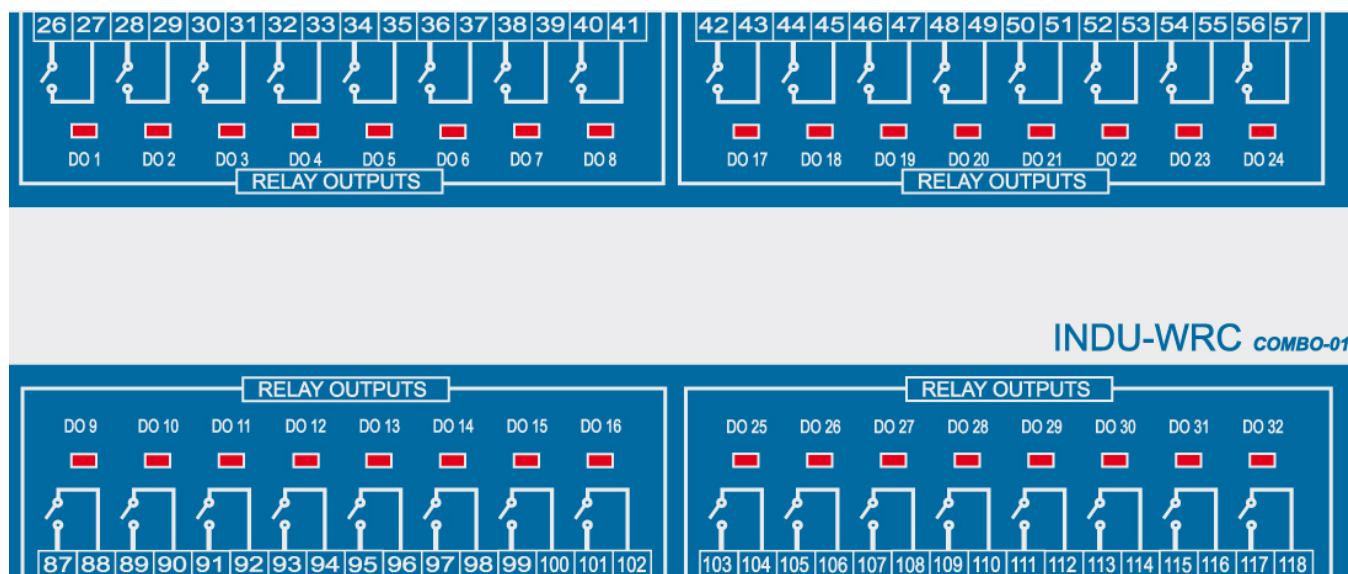 26 27 28 29 30 31 32 33 34 35 36 37 38 39 40 41
42 43 44 45 46 47 48 49 50 51 52 53 54 55 56 57
DO 1 DO 2 DO 3 DO 4 DO 5 DO 6 DO 7 DO 8
DO 17 DO 18 DO 19 DO 20 DO 21 DO 22 DO 23 DO 24
RELAY OUTPUTS
RELAY OUTPUTS
INDU-WRC COMBO-01
RELAY OUTPUTS
RELAY OUTPUTS
DO 9 DO 10 DO 11 DO 12 DO 13 DO 14 DO 15 DO 16
DO 25 DO 26 DO 27 DO 28 DO 29 DO 30 DO 31 DO 32
87 88 89 90 91 92 93 94 95 96 97 98 99 100 101 102
103 104 105 106 107 108 109 110 111 112 113 114 115 116 117 118